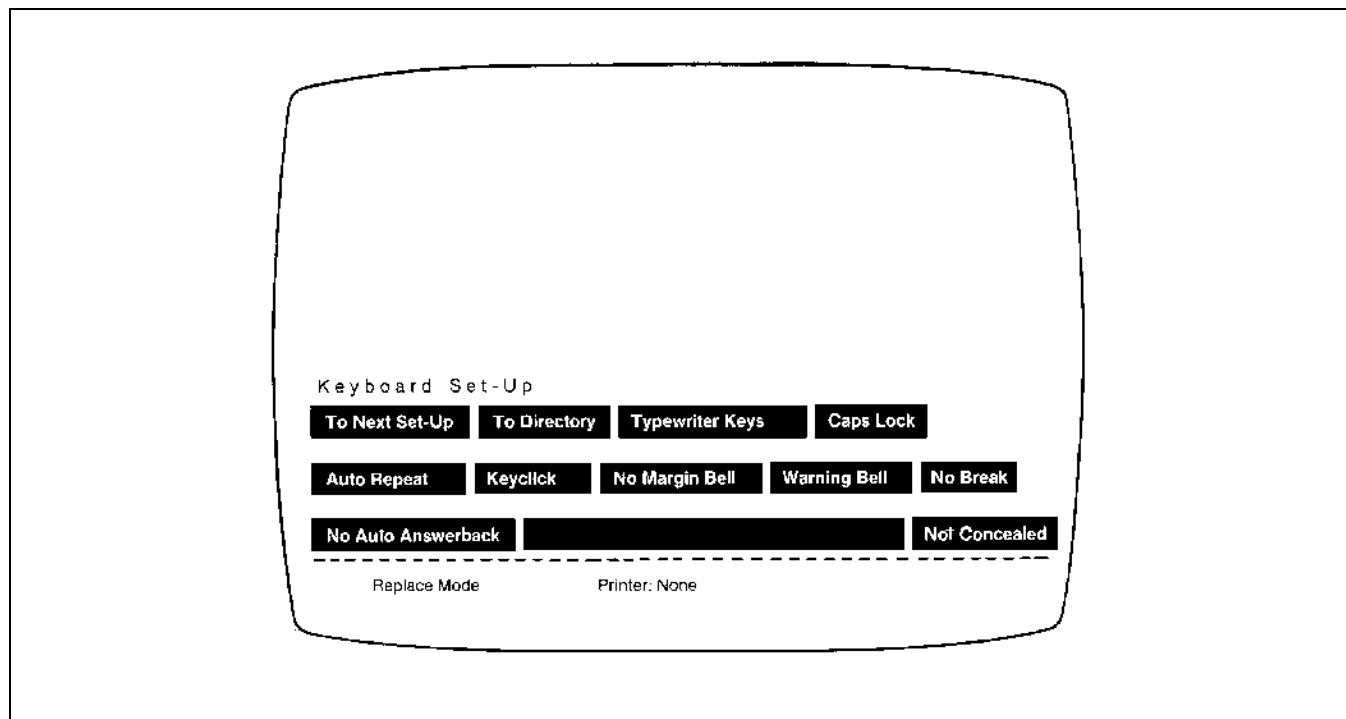 Keyboard Set-Up
To Next Set-Up To Directory Typewriter Keys Caps Lock
Auto Repeat Keyclick No Margin Bell Warning Bell No Break
No Auto Answerback Not Concealed
Replace Mode Printer: None